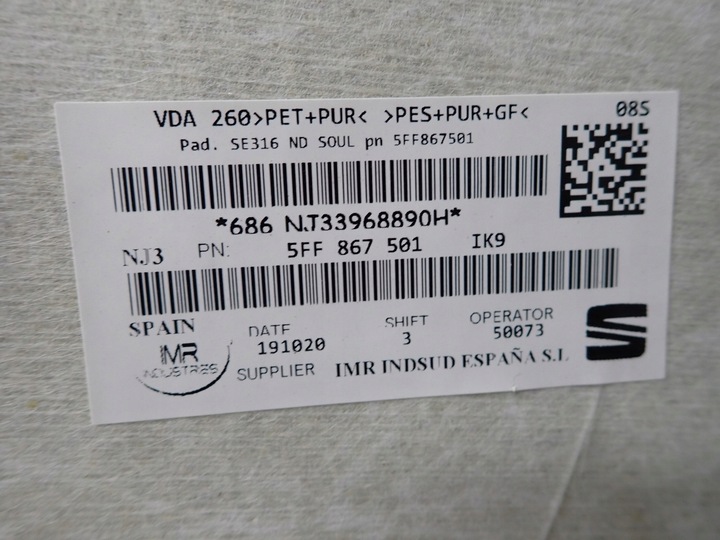 VDA 260>PET+PUR< >PES+PUR+GF<
08S
Pad. SE316 ND SOUL pn 5FF867501
*686 NJ33968890H*
NJ3 PN: 5FF 867 501 IK9
SPAIN DATE SHIFT OPERATOR
191020 3 50073
IMR
INDUSTRIES
SUPPLIER IMR INDSUD ESPAÑA S.L